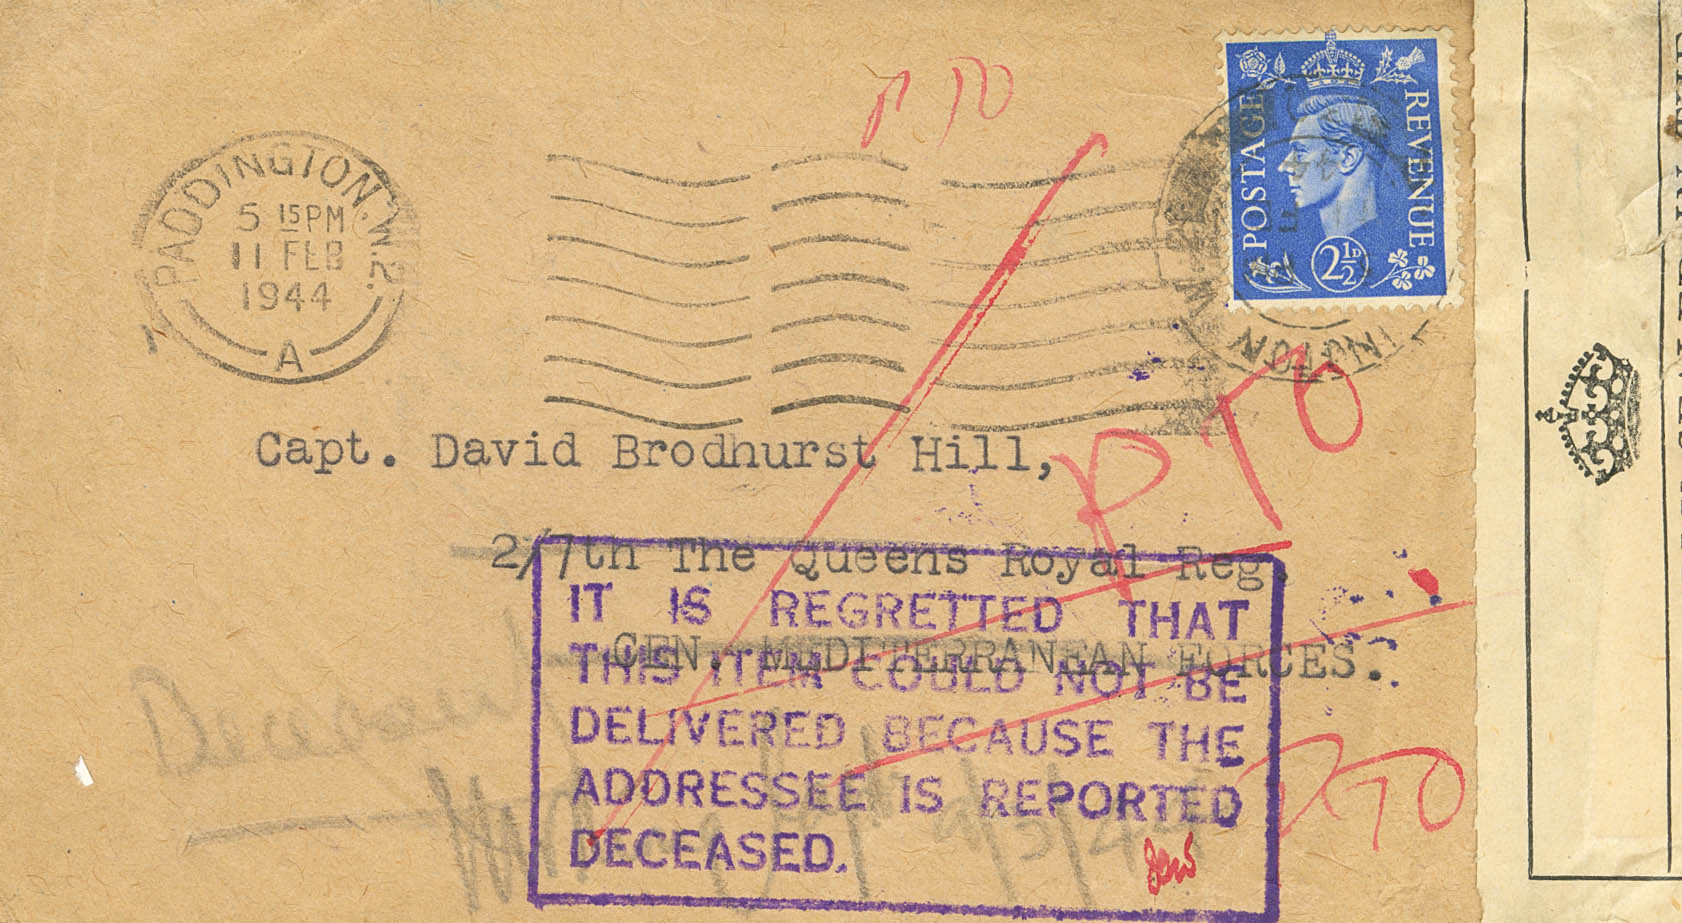 P T O
PADDINGTON. W.2.
5 15PM
11 FEB
1944
A
POSTAGE
REVENUE
2½D
Capt. David Brodhurst Hill,
2/7th The Queens Royal Reg.
CEN. MEDITERRANEAN FORCES.
P T O
IT IS REGRETTED THAT
THIS ITEM COULD NOT BE
DELIVERED BECAUSE THE
ADDRESSEE IS REPORTED
DECEASED.
Deceased
PTO